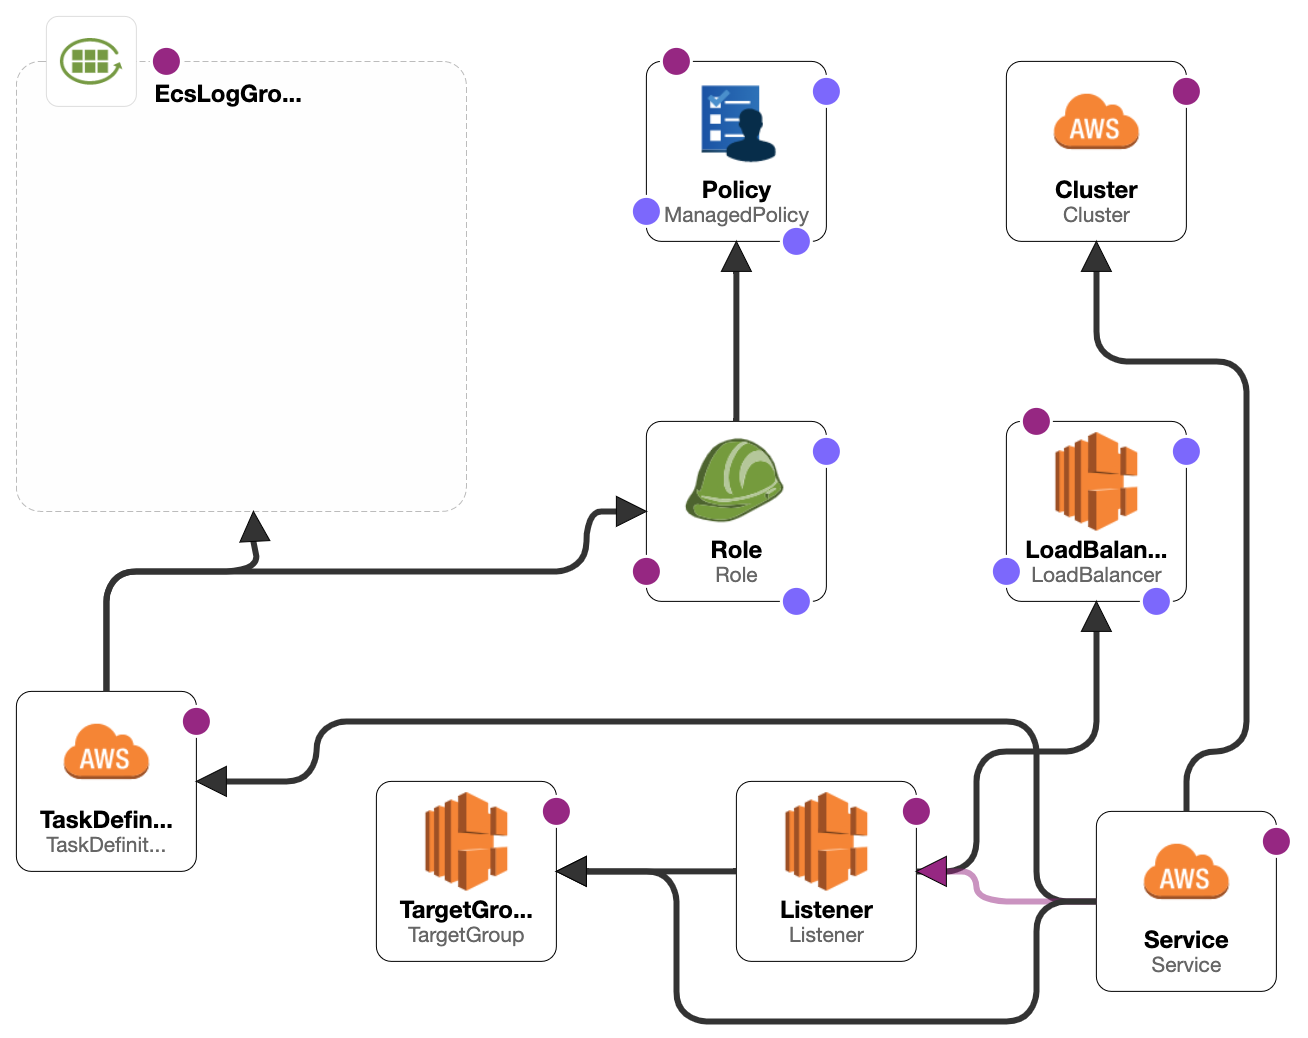 EcsLogGro...
Policy
ManagedPolicy
AWS
Cluster
Cluster
Role
Role
LoadBalan...
LoadBalancer
AWS
TaskDefin...
TaskDefinit...
TargetGro...
TargetGroup
Listener
Listener
AWS
Service
Service